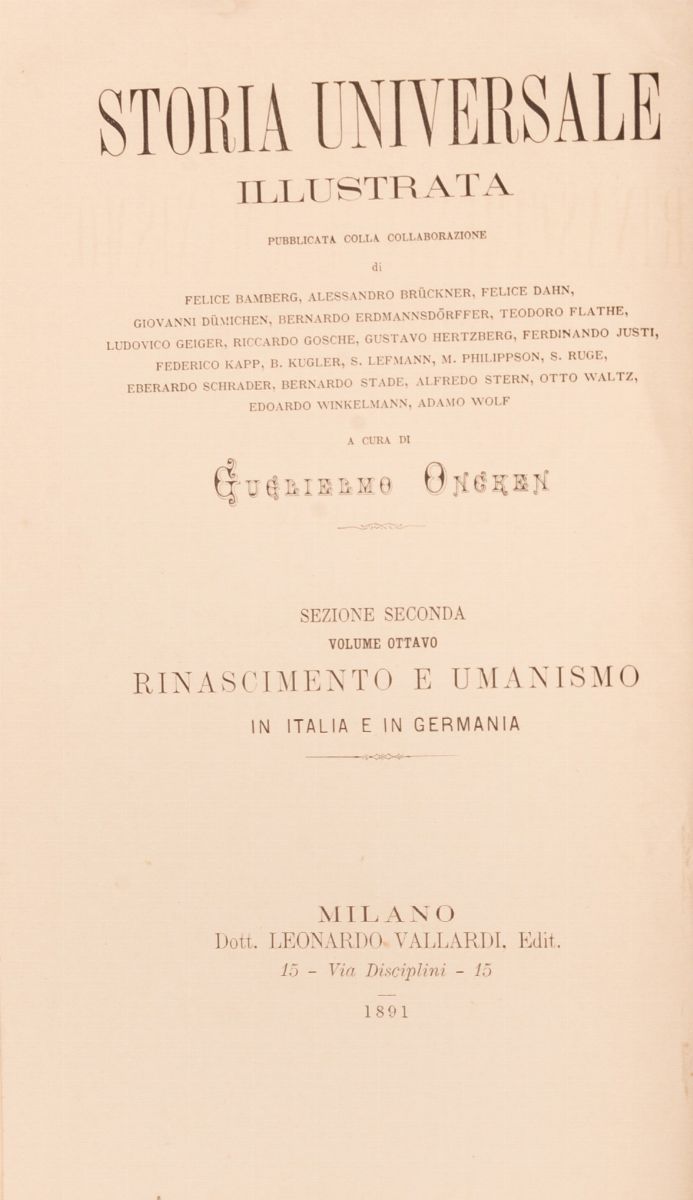 STORIA UNIVERSALE
ILLUSTRATA
PUBBLICATA COLLA COLLABORAZIONE
di
FELICE BAMBERG, ALESSANDRO BRÜCKNER, FELICE DAHN,
GIOVANNI DÜMICHEN, BERNARDO ERDMANNSDÖRFFER, TEODORO FLATHE,
LUDOVICO GEIGER, RICCARDO GOSCHE, GUSTAVO HERTZBERG, FERDINANDO JUSTI,
FEDERICO KAPP, B. KUGLER, S. LEFMANN, M. PHILIPPSON, S. RUGE,
EBERARDO SCHRADER, BERNARDO STADE, ALFREDO STERN, OTTO WALTZ,
EDOARDO WINKELMANN, ADAMO WOLF
A CURA DI
GUGLIELMO ONCKEN
SEZIONE SECONDA
VOLUME OTTAVO
RINASCIMENTO E UMANISMO
IN ITALIA E IN GERMANIA
MILANO
Dott. LEONARDO VALLARDI, Edit.
15 – Via Disciplini – 15
1891